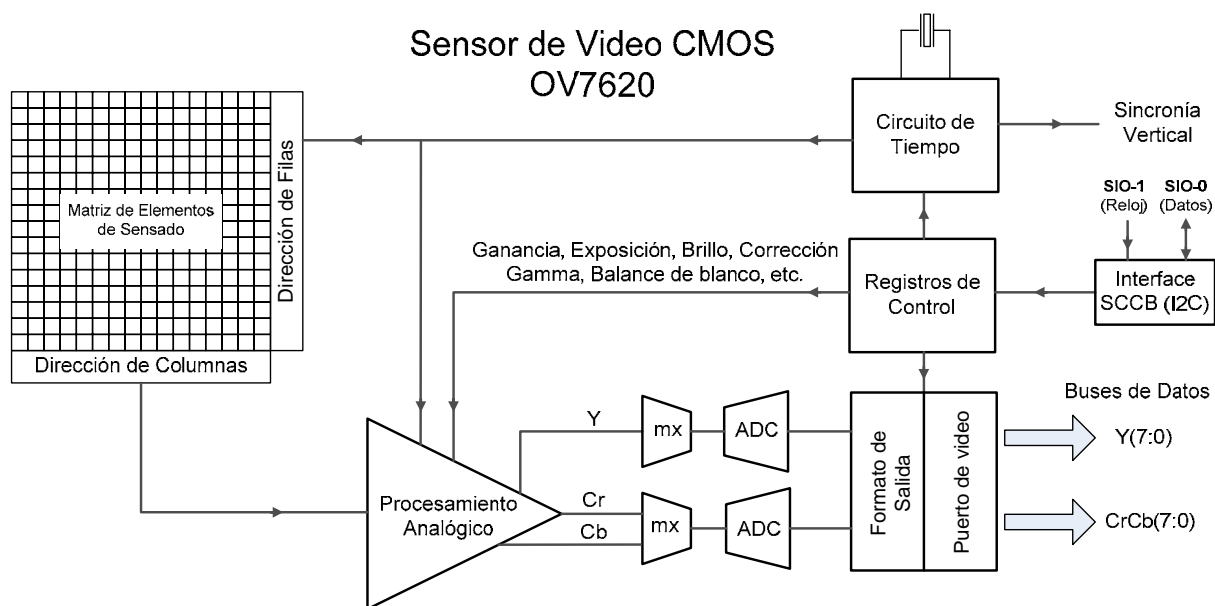 Sensor de Video CMOS
OV7620
Matriz de Elementos
de Sensado
Dirección de Filas
Dirección de Columnas
Circuito de
Tiempo
Sincronía
Vertical
SIO-1
(Reloj)
SIO-0
(Datos)
Ganancia, Exposición, Brillo, Corrección
Gamma, Balance de blanco, etc.
Registros de
Control
Interface
SCCB (I2C)
Procesamiento
Analógico
Y
Cr
Cb
mx
ADC
mx
ADC
Formato de
Salida
Puerto de video
Buses de Datos
Y(7:0)
CrCb(7:0)